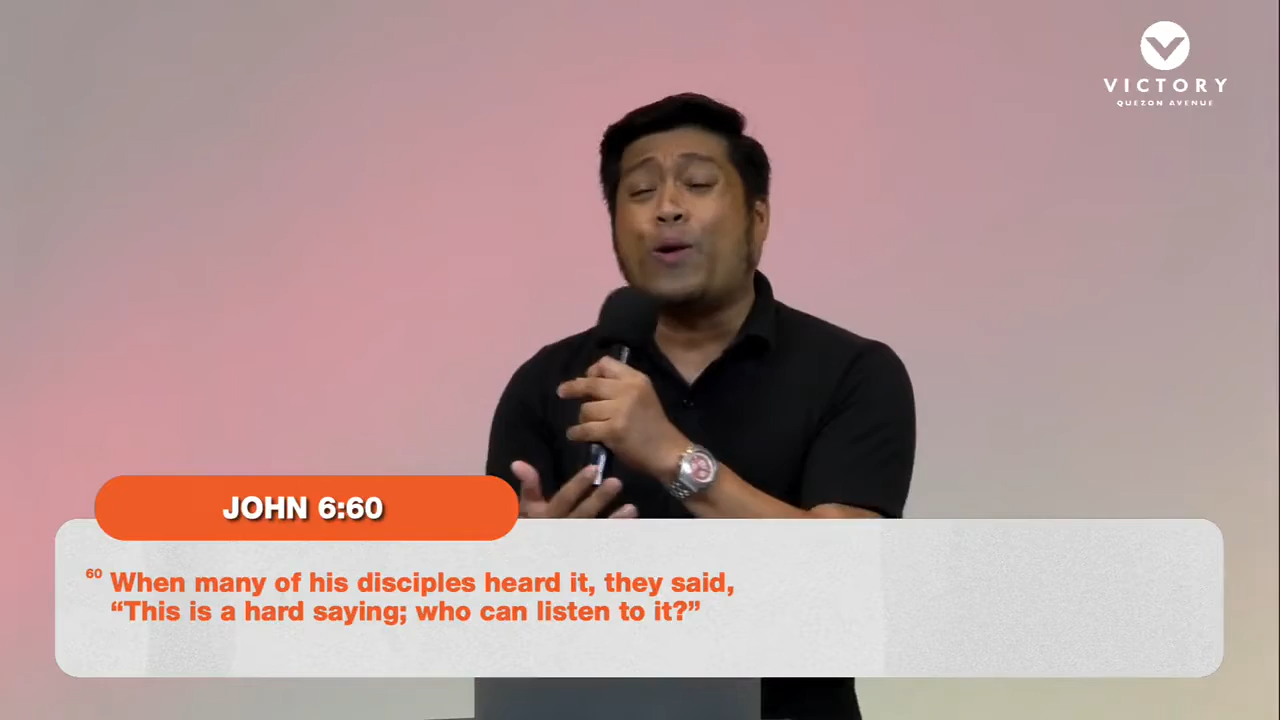 VICTORY
QUEZON AVENUE
JOHN 6:60
60 When many of his disciples heard it, they said,
“This is a hard saying; who can listen to it?”